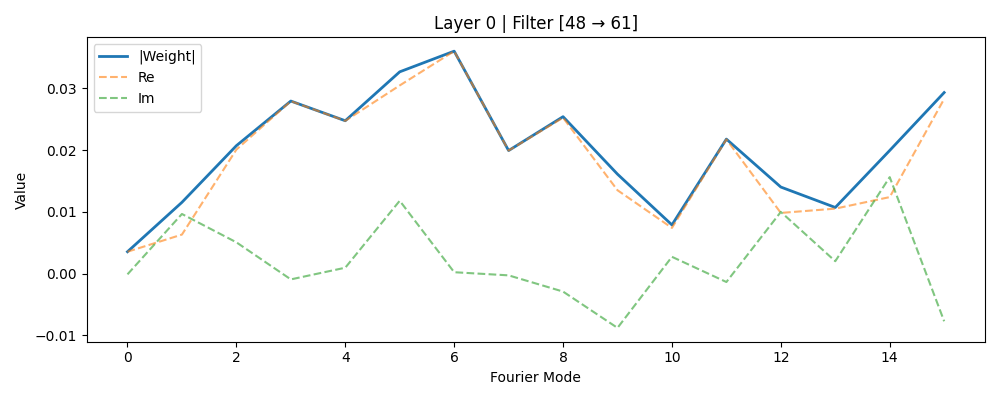 Layer 0 | Filter [48 → 61]
|Weight|
Re
Im
Value
0.03
0.02
0.01
0.00
−0.01
0 2 4 6 8 10 12 14
Fourier Mode